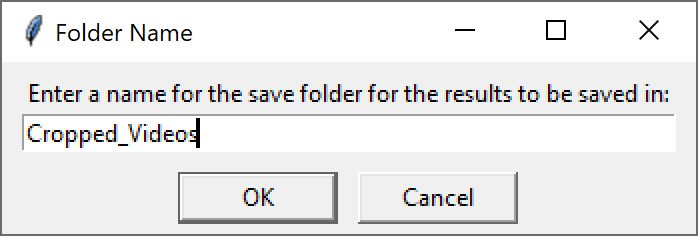 Folder Name
Enter a name for the save folder for the results to be saved in:
Cropped_Videos
OK
Cancel